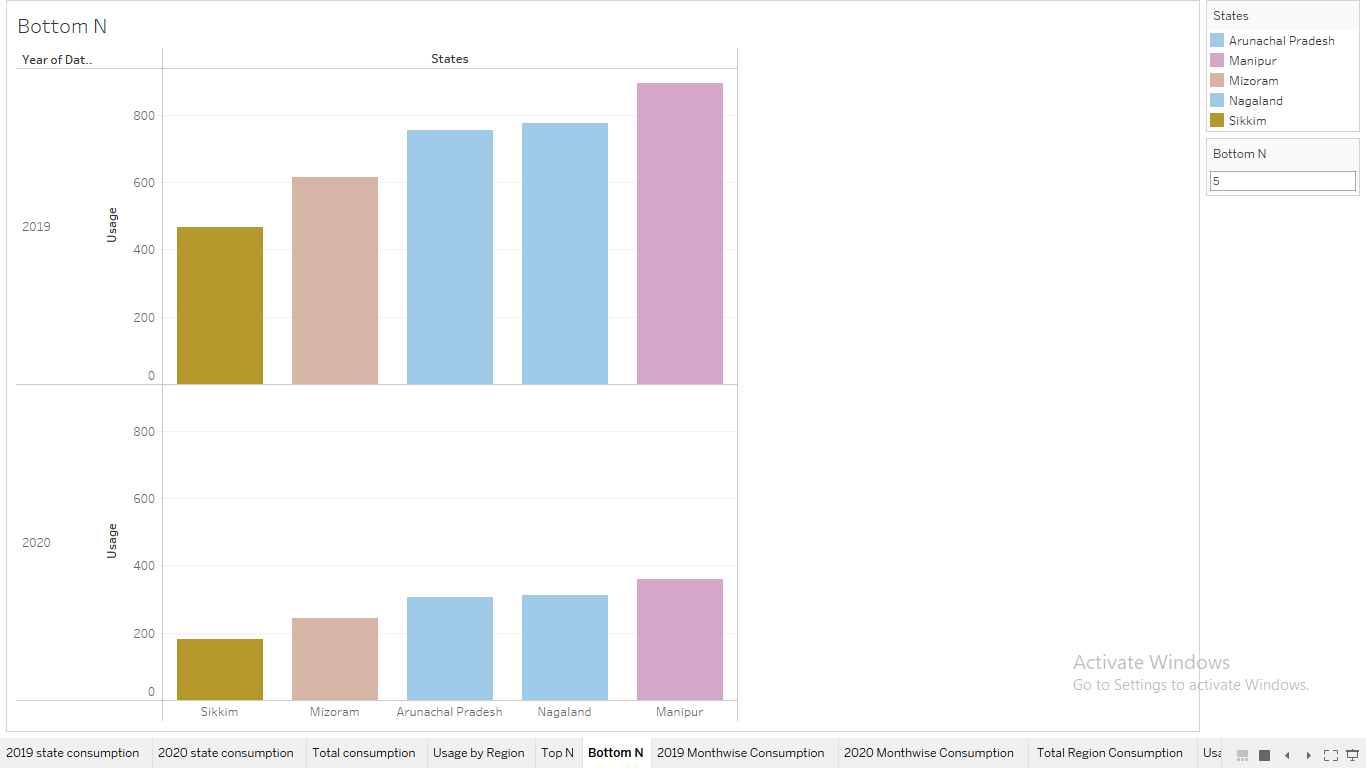 Bottom N
Year of Dat..
States
2019
Usage
800
600
400
200
0
2020
Usage
800
600
400
200
0
Sikkim
Mizoram
Arunachal Pradesh
Nagaland
Manipur
States
Arunachal Pradesh
Manipur
Mizoram
Nagaland
Sikkim
Bottom N
5
Activate Windows
Go to Settings to activate Windows.
2019 state consumption
2020 state consumption
Total consumption
Usage by Region
Top N
Bottom N
2019 Monthwise Consumption
2020 Monthwise Consumption
Total Region Consumption
Usa